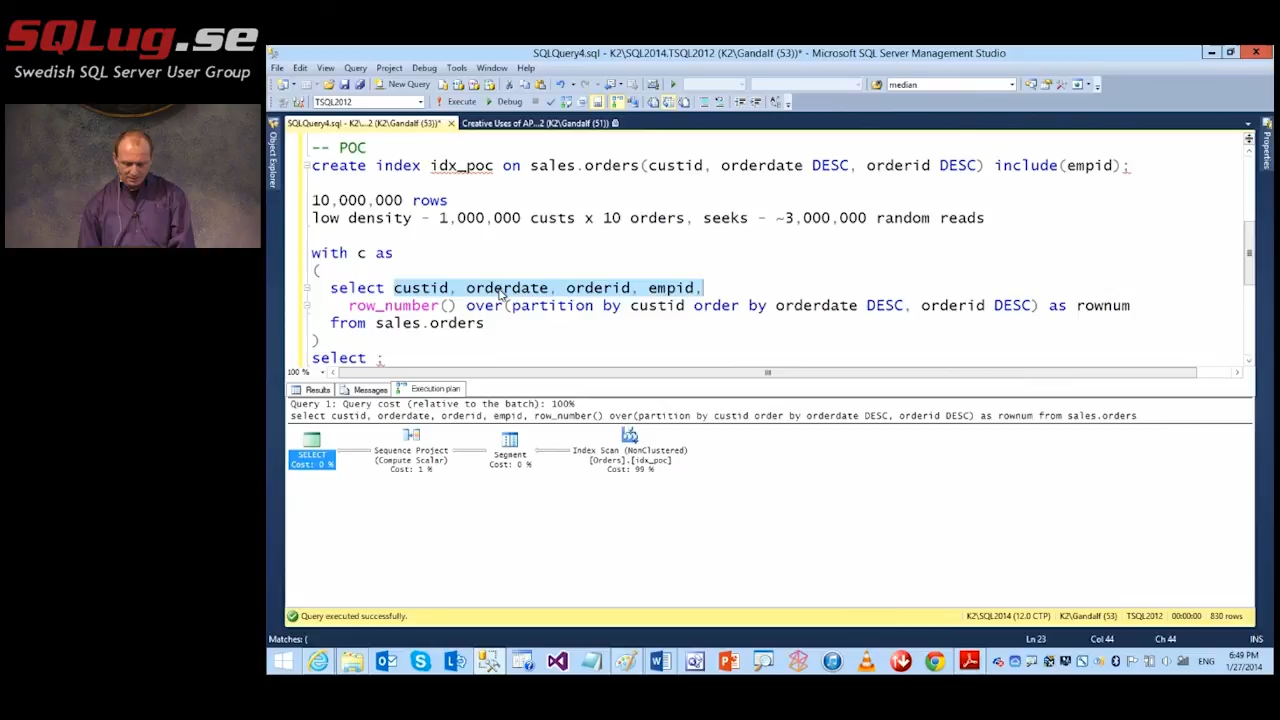 SQLug.se
Swedish SQL Server User Group
SQLQuery4.sql - K2\SQL2014.TSQL2012 (K2\Gandalf (53))* - Microsoft SQL Server Management Studio
File Edit View Query Project Debug Tools Window Help
New Query median
TSQL2012 Execute Debug
SQLQuery4.sql - K2\...2 (K2\Gandalf (53))* Creative Uses of AP...2 (K2\Gandalf (51))
Object Explorer
Properties
-- POC
create index idx_poc on sales.orders(custid, orderdate DESC, orderid DESC) include(empid);
10,000,000 rows
low density - 1,000,000 custs x 10 orders, seeks - ~3,000,000 random reads
with c as
(
select custid, orderdate, orderid, empid,
row_number() over(partition by custid order by orderdate DESC, orderid DESC) as rownum
from sales.orders
)
select ;
100 %
Results Messages Execution plan
Query 1: Query cost (relative to the batch): 100%
select custid, orderdate, orderid, empid, row_number() over(partition by custid order by orderdate DESC, orderid DESC) as rownum from sales.orders
SELECT
Cost: 0 %
Sequence Project
(Compute Scalar)
Cost: 1 %
Segment
Cost: 0 %
Index Scan (NonClustered)
[Orders].[idx_poc]
Cost: 99 %
Query executed successfully. K2\SQL2014 (12.0 CTP) K2\Gandalf (53) TSQL2012 00:00:00 830 rows
Matches: ( Ln 23 Col 44 Ch 44 INS
ENG
6:49 PM
1/27/2014